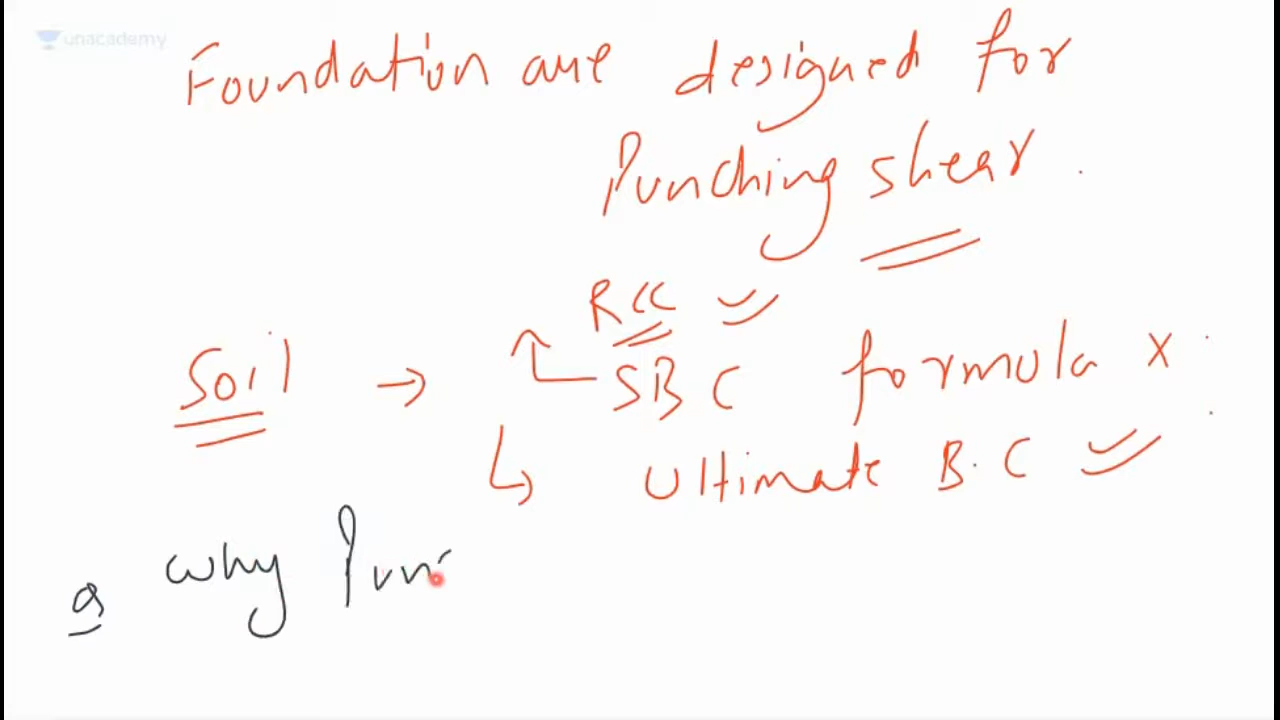 unacademy
Foundation are designed for
Punching shear.
RCC
Soil → SBC formula x
Ultimate B.C
Q Why Pun